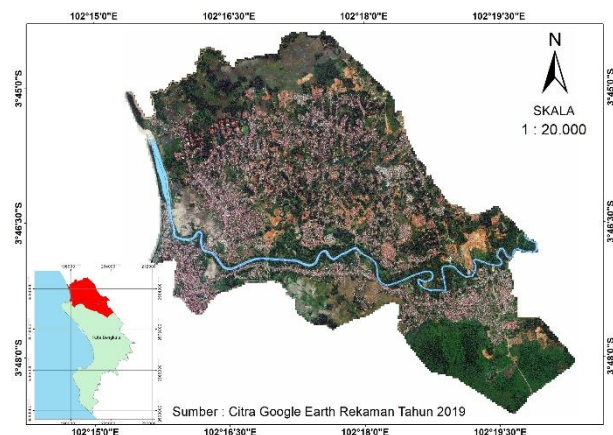 102°15'0"E 102°16'30"E 102°18'0"E 102°19'30"E
N
SKALA
1 : 20.000
3°45'0"S 3°45'0"S
3°46'30"S 3°46'30"S
3°48'0"S 3°48'0"S
Sumber : Citra Google Earth Rekaman Tahun 2019
102°15'0"E 102°16'30"E 102°18'0"E 102°19'30"E